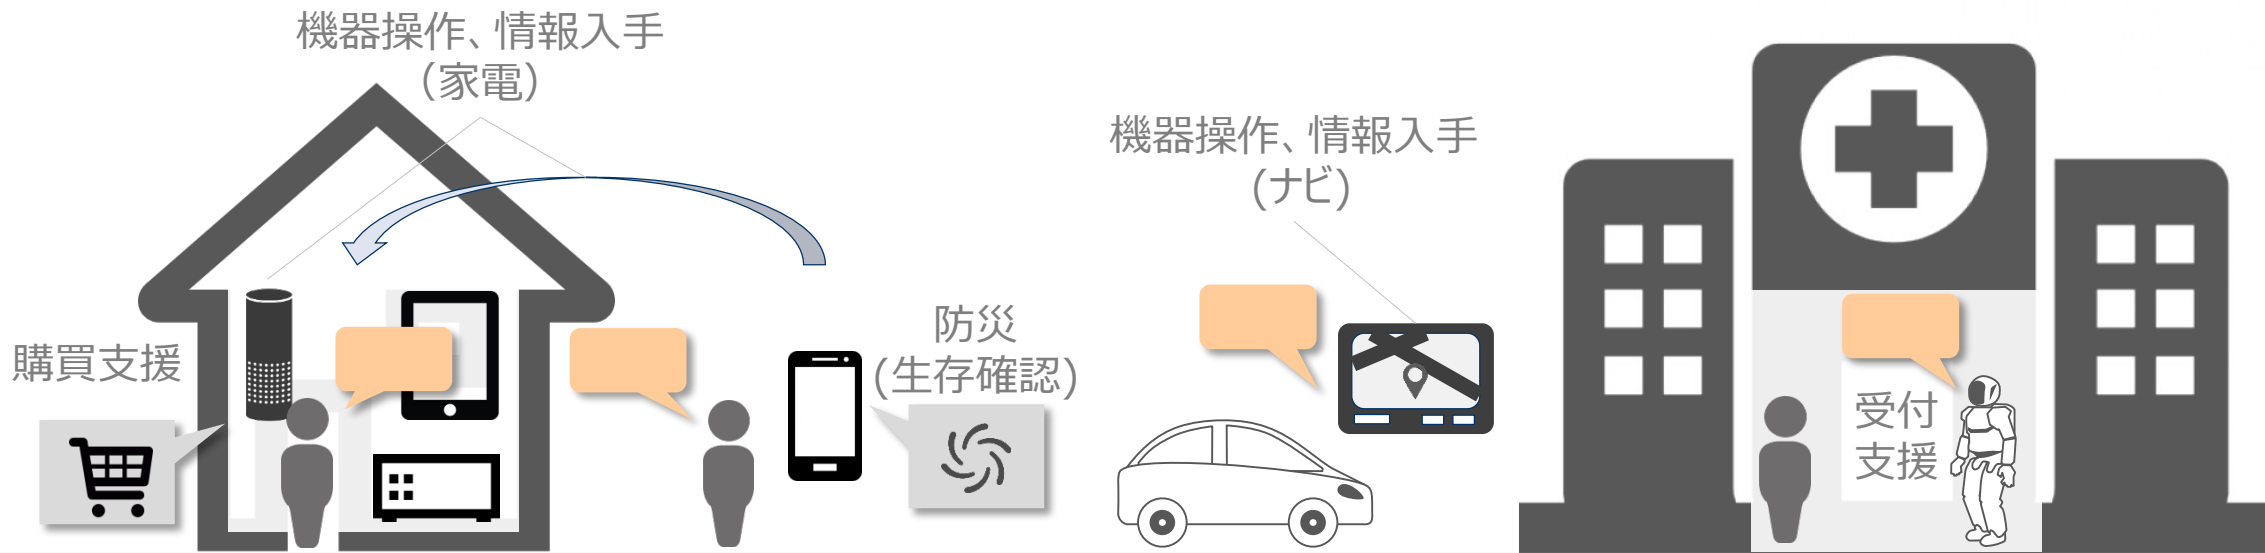 機器操作、情報入手
（家電）
購買支援
防災
(生存確認)
機器操作、情報入手
(ナビ)
受付
支援